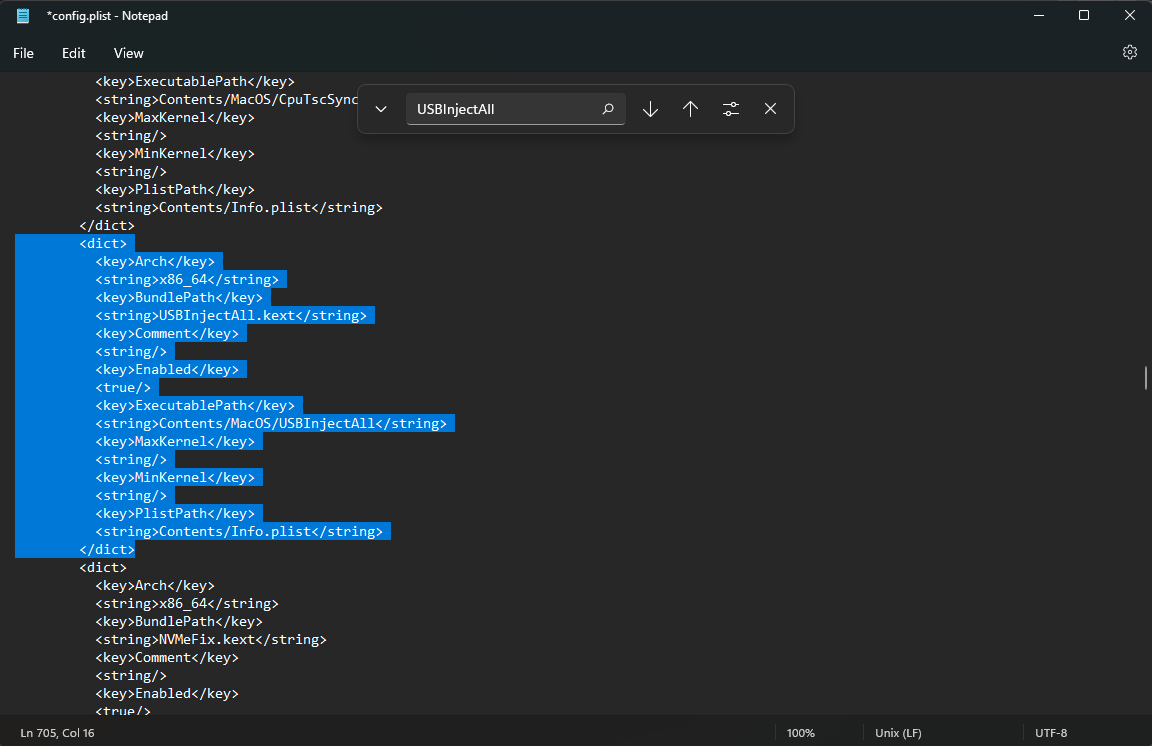 *config.plist - Notepad
File Edit View
<key>ExecutablePath</key>
<string>Contents/MacOS/CpuTscSync
USBInjectAll
<key>MaxKernel</key>
<string/>
<key>MinKernel</key>
<string/>
<key>PlistPath</key>
<string>Contents/Info.plist</string>
</dict>
<dict>
<key>Arch</key>
<string>x86_64</string>
<key>BundlePath</key>
<string>USBInjectAll.kext</string>
<key>Comment</key>
<string/>
<key>Enabled</key>
<true/>
<key>ExecutablePath</key>
<string>Contents/MacOS/USBInjectAll</string>
<key>MaxKernel</key>
<string/>
<key>MinKernel</key>
<string/>
<key>PlistPath</key>
<string>Contents/Info.plist</string>
</dict>
<dict>
<key>Arch</key>
<string>x86_64</string>
<key>BundlePath</key>
<string>NVMeFix.kext</string>
<key>Comment</key>
<string/>
<key>Enabled</key>
<true/>
Ln 705, Col 16 100% Unix (LF) UTF-8